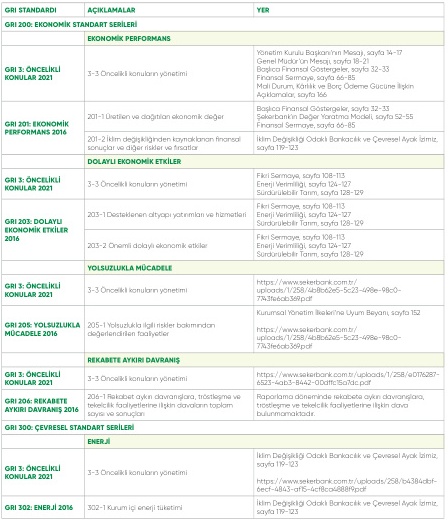 GRI STANDARDI AÇIKLAMALAR YER
GRI 200: EKONOMİK STANDART SERİLERİ
EKONOMİK PERFORMANS
GRI 3: ÖNCELİKLİ
KONULAR 2021
3-3 Öncelikli konuların yönetimi
Yönetim Kurulu Başkanı'nın Mesajı, sayfa 14-17
Genel Müdür'ün Mesajı, sayfa 18-21
Başlıca Finansal Göstergeler, sayfa 32-33
Finansal Sermaye, sayfa 66-85
Mali Durum, Kârlılık ve Borç Ödeme Gücüne İlişkin
Açıklamalar, sayfa 166
GRI 201: EKONOMİK
PERFORMANS 2016
201-1 Üretilen ve dağıtılan ekonomik değer
Başlıca Finansal Göstergeler, sayfa 32-33
Şekerbank'ın Değer Yaratma Modeli, sayfa 52-55
Finansal Sermaye, sayfa 66-85
201-2 İklim değişikliğinden kaynaklanan finansal
sonuçlar ve diğer riskler ve fırsatlar
İklim Değişikliği Odaklı Bankacılık ve Çevresel Ayak İzimiz,
sayfa 119-123
DOLAYLI EKONOMİK ETKİLER
GRI 3: ÖNCELİKLİ
KONULAR 2021
3-3 Öncelikli konuların yönetimi
Fikri Sermaye, sayfa 108-113
Enerji Verimliliği, sayfa 124-127
Sürdürülebilir Tarım, sayfa 128-129
GRI 203: DOLAYLI
EKONOMİK ETKİLER
2016
203-1 Desteklenen altyapı yatırımları ve hizmetleri
Fikri Sermaye, sayfa 108-113
Enerji Verimliliği, sayfa 124-127
Sürdürülebilir Tarım, sayfa 128-129
203-2 Önemli dolaylı ekonomik etkiler
Fikri Sermaye, sayfa 108-113
Enerji Verimliliği, sayfa 124-127
Sürdürülebilir Tarım, sayfa 128-129
YOLSUZLUKLA MÜCADELE
GRI 3: ÖNCELİKLİ
KONULAR 2021
3-3 Öncelikli konuların yönetimi
https://www.sekerbank.com.tr/
uploads/1/258/4b8b62e5-5c23-498e-98c0-
7743fe6ab369.pdf
GRI 205: YOLSUZLUKLA
MÜCADELE 2016
205-1 Yolsuzlukla ilgili riskler bakımından
değerlendirilen faaliyetler
Kurumsal Yönetim İlkeleri'ne Uyum Beyanı, sayfa 152
https://www.sekerbank.com.tr/
uploads/1/258/4b8b62e5-5c23-498e-98c0-
7743fe6ab369.pdf
REKABETE AYKIRI DAVRANIŞ
GRI 3: ÖNCELİKLİ
KONULAR 2021
3-3 Öncelikli konuların yönetimi
https://www.sekerbank.com.tr/uploads/1/258/e0176287-
6523-4ab3-8442-00dffc15a7dc.pdf
GRI 206: REKABETE
AYKIRI DAVRANIŞ 2016
206-1 Rekabet aykırı davranışlara, tröstleşme ve
tekelcilik faaliyetlerine ilişkin davaların toplam
sayısı ve sonuçları
Raporlama döneminde rekabete aykırı davranışlara,
tröstleşme ve tekelcilik faaliyetlerine ilişkin dava
bulunmamaktadır.
GRI 300: ÇEVRESEL STANDART SERİLERİ
ENERJİ
GRI 3: ÖNCELİKLİ
KONULAR 2021
3-3 Öncelikli konuların yönetimi
İklim Değişikliği Odaklı Bankacılık ve Çevresel Ayak İzimiz,
sayfa 119-123
https://www.sekerbank.com.tr/uploads/258/b4384dbf-
6ecf-4843-af15-4cf8ca4888f9.pdf
GRI 302: ENERJİ 2016
302-1 Kurum içi enerji tüketimi
İklim Değişikliği Odaklı Bankacılık ve Çevresel Ayak İzimiz,
sayfa 119-123